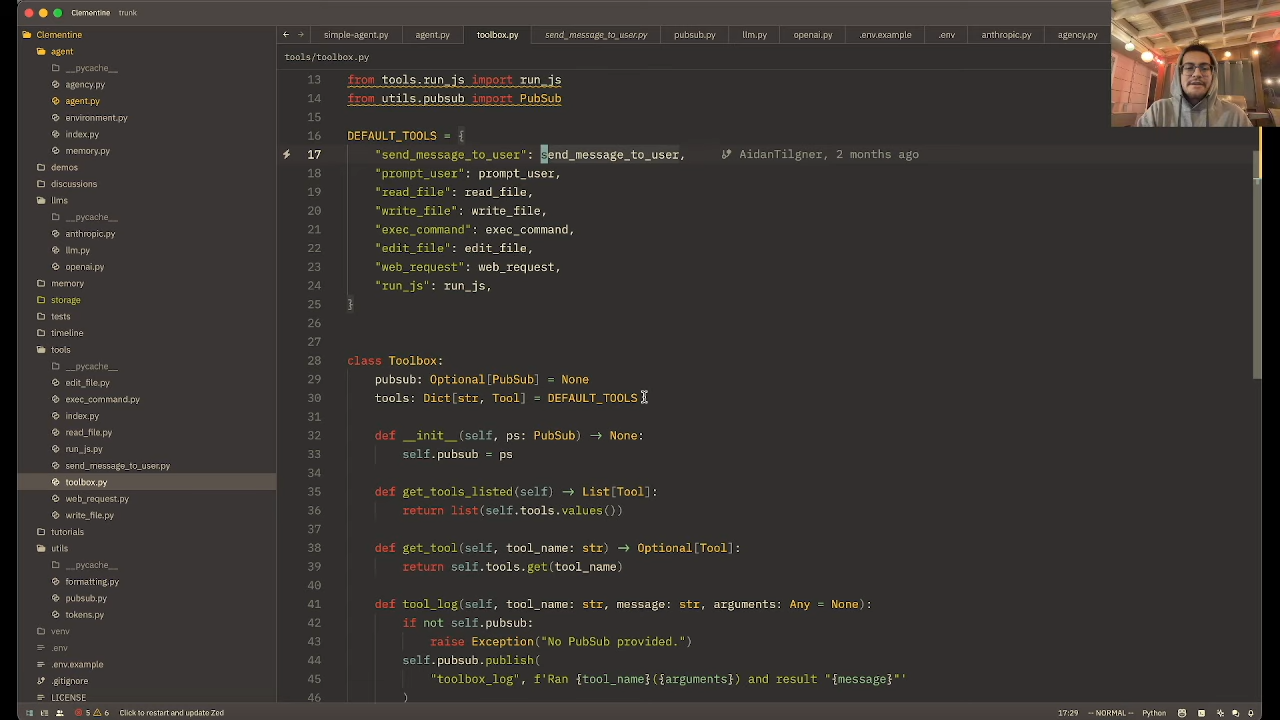 Clementine trunk
Clementine
agent
__pycache__
agency.py
agent.py
environment.py
index.py
memory.py
demos
discussions
llms
__pycache__
anthropic.py
llm.py
openai.py
memory
storage
tests
timeline
tools
__pycache__
edit_file.py
exec_command.py
index.py
read_file.py
run_js.py
send_message_to_user.py
toolbox.py
web_request.py
write_file.py
tutorials
utils
__pycache__
formatting.py
pubsub.py
tokens.py
venv
.env
.env.example
.gitignore
LICENSE
simple-agent.py agent.py toolbox.py send_message_to_user.py pubsub.py llm.py openai.py .env.example .env anthropic.py agency.py
tools/toolbox.py
13 from tools.run_js import run_js
14 from utils.pubsub import PubSub
15
16 DEFAULT_TOOLS = {
17 "send_message_to_user": send_message_to_user, AidanTilgner, 2 months ago
18 "prompt_user": prompt_user,
19 "read_file": read_file,
20 "write_file": write_file,
21 "exec_command": exec_command,
22 "edit_file": edit_file,
23 "web_request": web_request,
24 "run_js": run_js,
25 }
26
27
28 class Toolbox:
29 pubsub: Optional[PubSub] = None
30 tools: Dict[str, Tool] = DEFAULT_TOOLS
31
32 def __init__(self, ps: PubSub) → None:
33 self.pubsub = ps
34
35 def get_tools_listed(self) → List[Tool]:
36 return list(self.tools.values())
37
38 def get_tool(self, tool_name: str) → Optional[Tool]:
39 return self.tools.get(tool_name)
40
41 def tool_log(self, tool_name: str, message: str, arguments: Any = None):
42 if not self.pubsub:
43 raise Exception("No PubSub provided.")
44 self.pubsub.publish(
45 "toolbox_log", f'Ran {tool_name}({arguments}) and result "{message}"'
46 )
5 6 Click to restart and update Zed 17:29 -- NORMAL -- Python